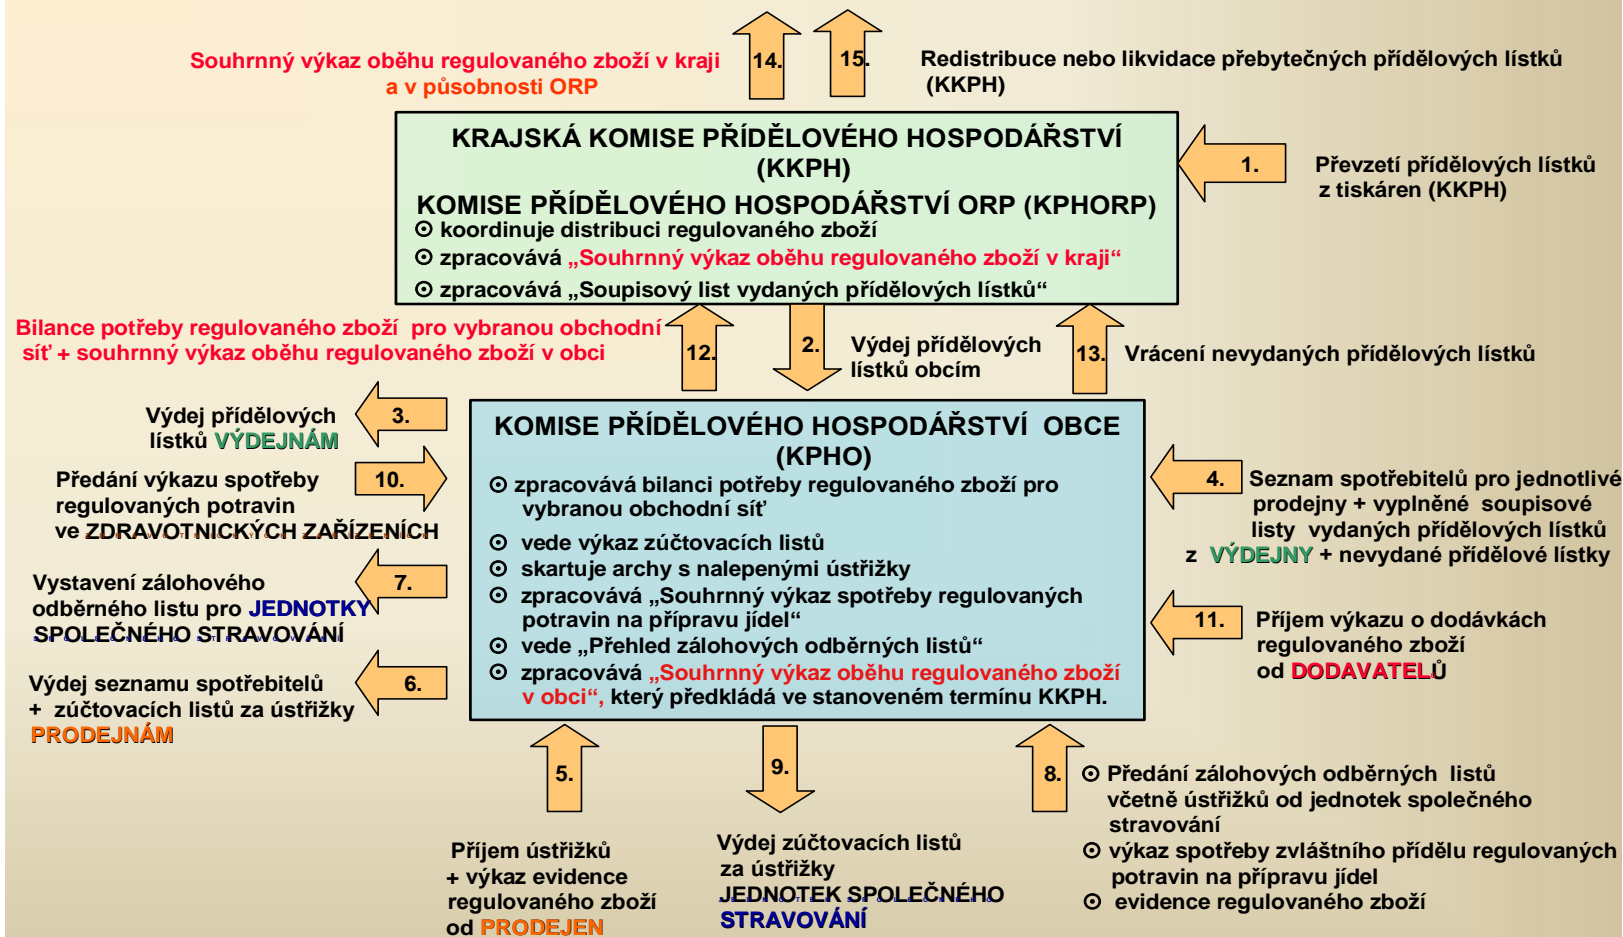 Souhrnný výkaz oběhu regulovaného zboží v kraji
a v působnosti ORP
14.
15.
Redistribuce nebo likvidace přebytečných přídělových lístků
(KKPH)
KRAJSKÁ KOMISE PŘÍDĚLOVÉHO HOSPODÁŘSTVÍ
(KKPH)
KOMISE PŘÍDĚLOVÉHO HOSPODÁŘSTVÍ ORP (KPHORP)
⊙ koordinuje distribuci regulovaného zboží
⊙ zpracovává „Souhrnný výkaz oběhu regulovaného zboží v kraji“
⊙ zpracovává „Soupisový list vydaných přídělových lístků“
1.
Převzetí přídělových lístků
z tiskáren (KKPH)
Bilance potřeby regulovaného zboží pro vybranou obchodní
síť + souhrnný výkaz oběhu regulovaného zboží v obci
12.
2.
Výdej přídělových
lístků obcím
13.
Vrácení nevydaných přídělových lístků
Výdej přídělových
lístků VÝDEJNÁM
3.
Předání výkazu spotřeby
regulovaných potravin
ve ZDRAVOTNICKÝCH ZAŘÍZENÍCH
10.
Vystavení zálohového
odběrného listu pro JEDNOTKY
SPOLEČNÉHO STRAVOVÁNÍ
7.
Výdej seznamu spotřebitelů
+ zúčtovacích listů za ústřižky
PRODEJNÁM
6.
KOMISE PŘÍDĚLOVÉHO HOSPODÁŘSTVÍ OBCE
(KPHO)
⊙ zpracovává bilanci potřeby regulovaného zboží pro
vybranou obchodní síť
⊙ vede výkaz zúčtovacích listů
⊙ skartuje archy s nalepenými ústřižky
⊙ zpracovává „Souhrnný výkaz spotřeby regulovaných
potravin na přípravu jídel“
⊙ vede „Přehled zálohových odběrných listů“
⊙ zpracovává „Souhrnný výkaz oběhu regulovaného zboží
v obci“, který předkládá ve stanoveném termínu KKPH.
4.
Seznam spotřebitelů pro jednotlivé
prodejny + vyplněné soupisové
listy vydaných přídělových lístků
z VÝDEJNY + nevydané přídělové lístky
11.
Příjem výkazu o dodávkách
regulovaného zboží
od DODAVATELŮ
5.
Příjem ústřižků
+ výkaz evidence
regulovaného zboží
od PRODEJEN
9.
Výdej zúčtovacích listů
za ústřižky
JEDNOTEK SPOLEČNÉHO
STRAVOVÁNÍ
8.
⊙ Předání zálohových odběrných listů
včetně ústřižků od jednotek společného
stravování
⊙ výkaz spotřeby zvláštního přídělu regulovaných
potravin na přípravu jídel
⊙ evidence regulovaného zboží